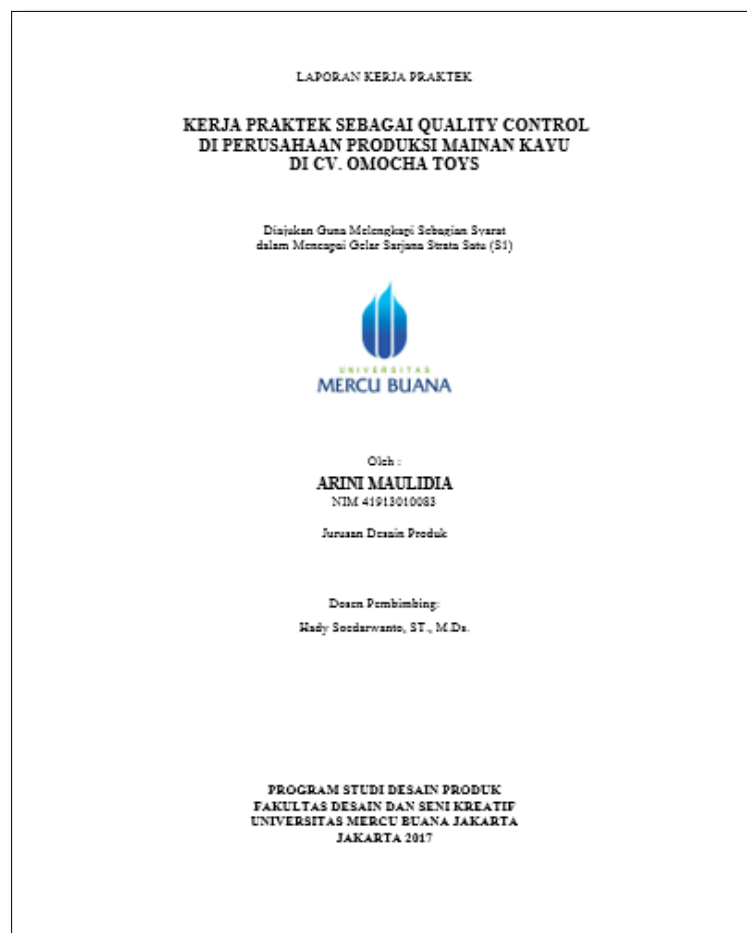 LAPORAN KERJA PRAKTEK
KERJA PRAKTEK SEBAGAI QUALITY CONTROL
DI PERUSAHAAN PRODUKSI MAINAN KAYU
DI CV. OMOCHA TOYS
Diajukan Guna Melengkapi Sebagian Syarat
dalam Mencapai Gelar Sarjana Strata Satu (S1)
UNIVERSITAS
MERCU BUANA
Oleh :
ARINI MAULIDIA
NIM 41913010083
Jurusan Desain Produk
Dosen Pembimbing:
Hady Soedarwanto, ST., M.Ds.
PROGRAM STUDI DESAIN PRODUK
FAKULTAS DESAIN DAN SENI KREATIF
UNIVERSITAS MERCU BUANA JAKARTA
JAKARTA 2017